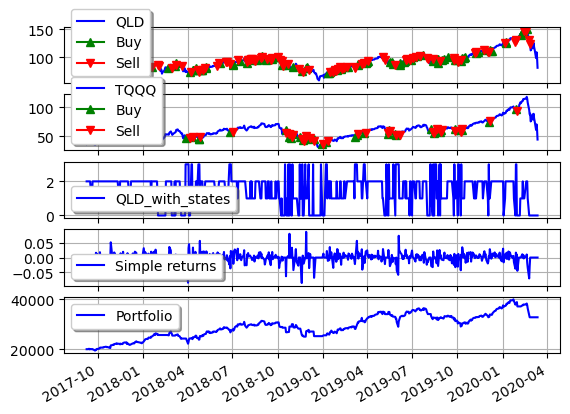 QLD
Buy
Sell
150
100
TQQQ
Buy
Sell
100
50
2
0
QLD_with_states
0.05
0.00
−0.05
Simple returns
40000
20000
Portfolio
2017-10 2018-01 2018-04 2018-07 2018-10 2019-01 2019-04 2019-07 2019-10 2020-01 2020-04